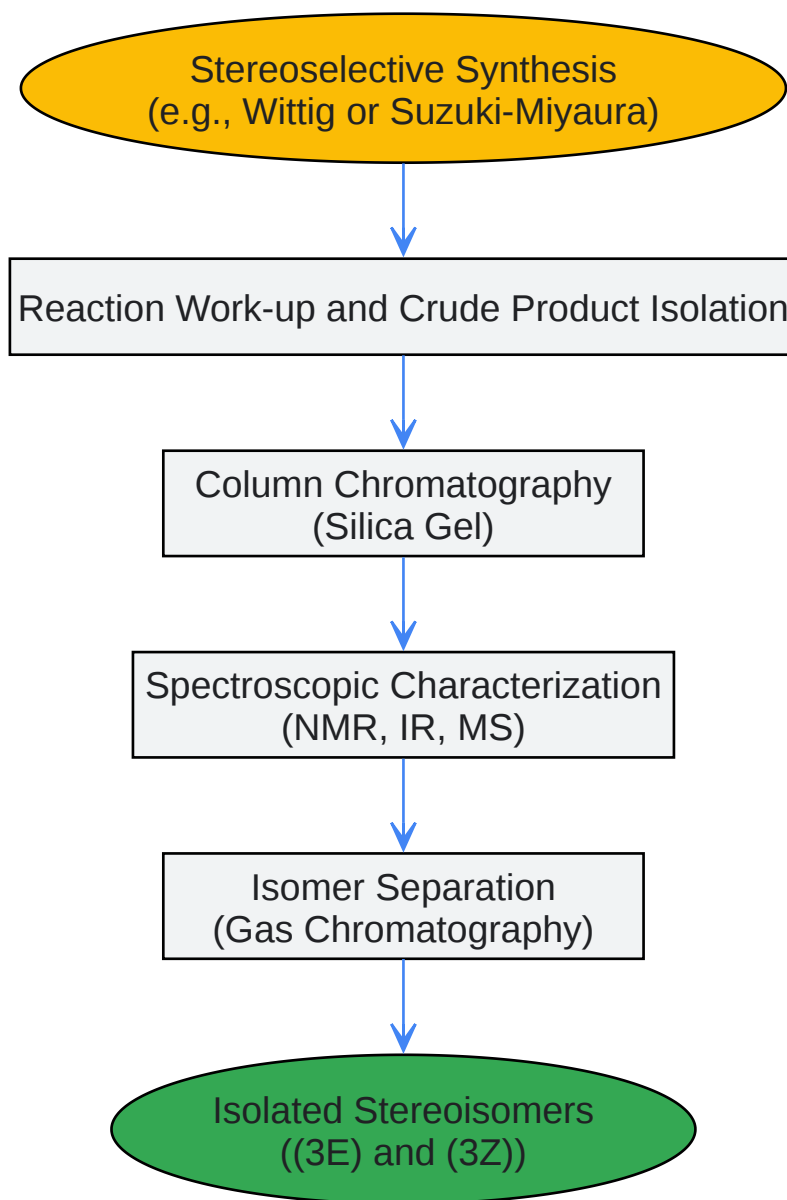 Stereoselective Synthesis
(e.g., Wittig or Suzuki-Miyaura)
Reaction Work-up and Crude Product Isolation
Column Chromatography
(Silica Gel)
Spectroscopic Characterization
(NMR, IR, MS)
Isomer Separation
(Gas Chromatography)
Isolated Stereoisomers
((3E) and (3Z))